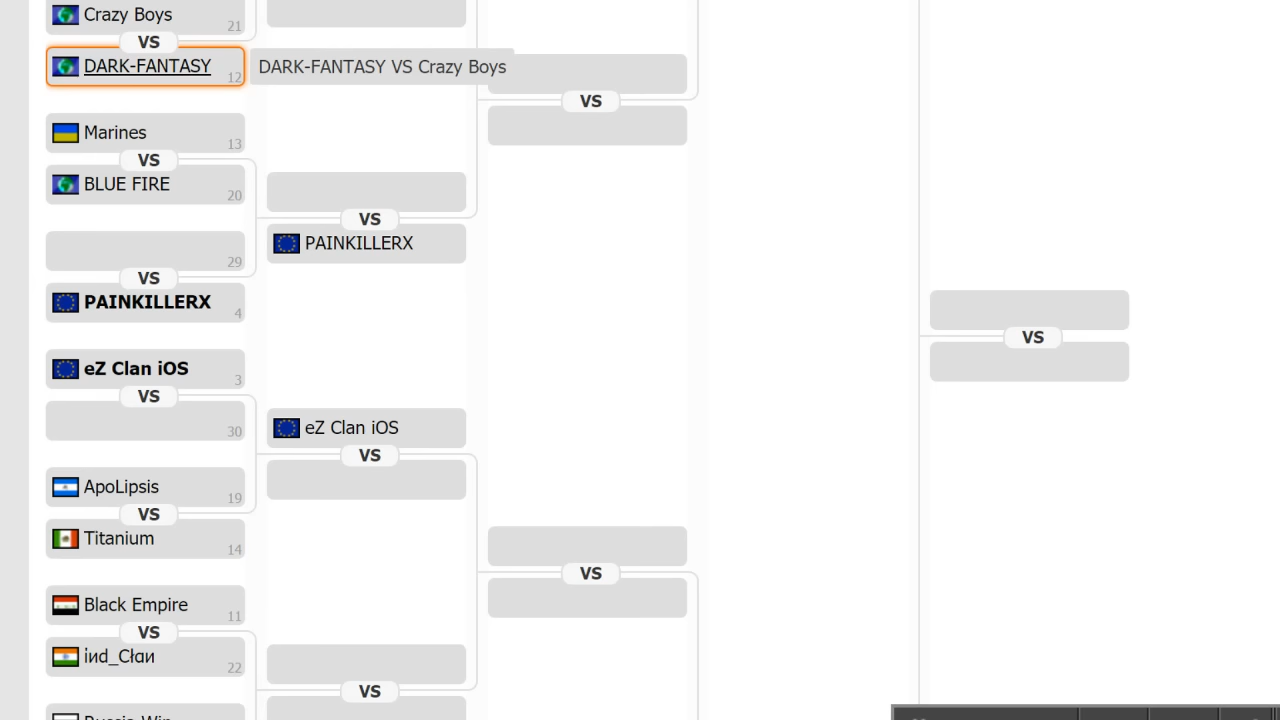 Crazy Boys
21
VS
DARK-FANTASY
12
DARK-FANTASY VS Crazy Boys
VS
Marines
13
VS
BLUE FIRE
20
VS
PAINKILLERX
29
VS
PAINKILLERX
4
VS
eZ Clan iOS
3
VS
30
eZ Clan iOS
VS
ApoLipsis
19
VS
Titanium
14
VS
Black Empire
11
VS
iиd_Cłaи
22
VS